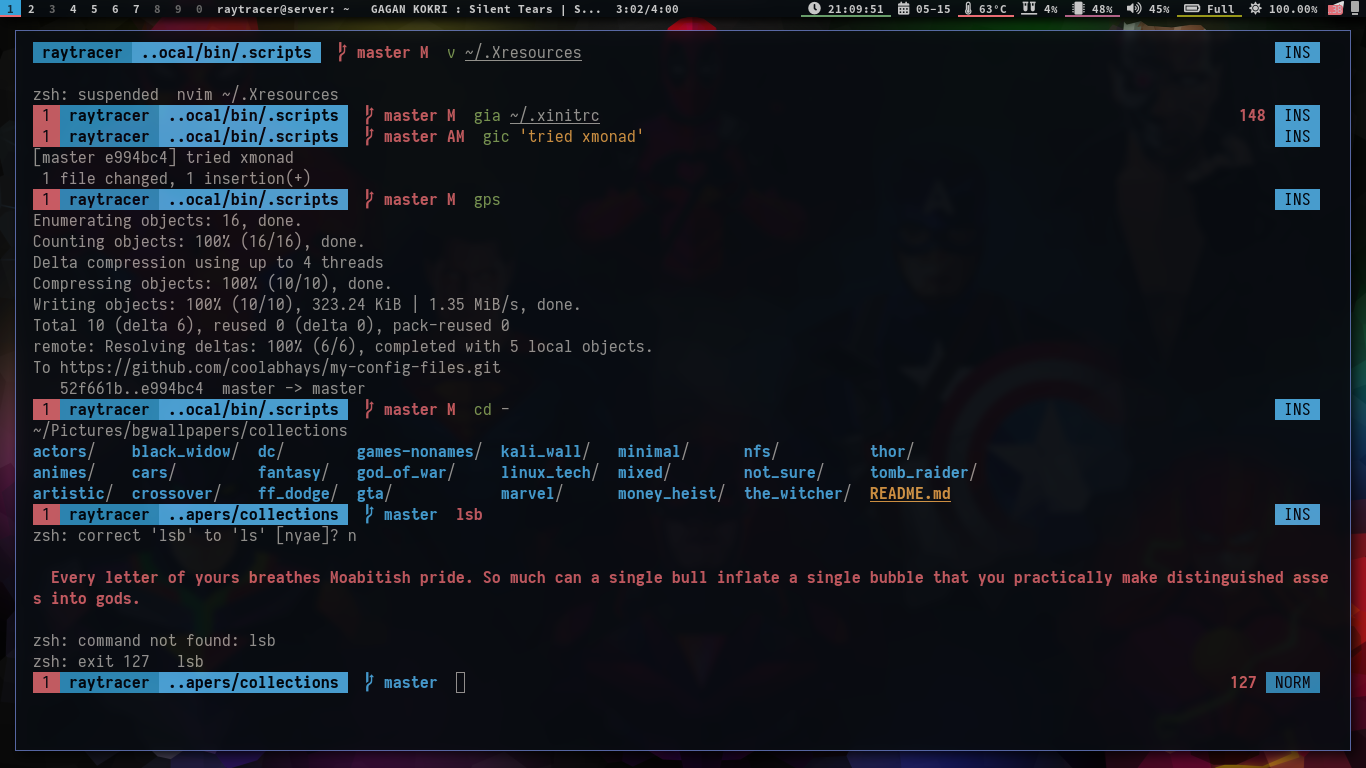 1 2 3 4 5 6 7 8 9 0 raytracer@server: ~ GAGAN KOKRI : Silent Tears | S... 3:02/4:00 21:09:51 05-15 63°C 4% 48% 45% Full 100.00%
raytracer ..ocal/bin/.scripts master M v ~/.Xresources INS
zsh: suspended nvim ~/.Xresources
1 raytracer ..ocal/bin/.scripts master M gia ~/.xinitrc 148 INS
1 raytracer ..ocal/bin/.scripts master AM gic 'tried xmonad' INS
[master e994bc4] tried xmonad
1 file changed, 1 insertion(+)
1 raytracer ..ocal/bin/.scripts master M gps INS
Enumerating objects: 16, done.
Counting objects: 100% (16/16), done.
Delta compression using up to 4 threads
Compressing objects: 100% (10/10), done.
Writing objects: 100% (10/10), 323.24 KiB | 1.35 MiB/s, done.
Total 10 (delta 6), reused 0 (delta 0), pack-reused 0
remote: Resolving deltas: 100% (6/6), completed with 5 local objects.
To https://github.com/coolabhays/my-config-files.git
52f661b..e994bc4 master -> master
1 raytracer ..ocal/bin/.scripts master M cd - INS
~/Pictures/bgwallpapers/collections
actors/ black_widow/ dc/ games-nonames/ kali_wall/ minimal/ nfs/ thor/
animes/ cars/ fantasy/ god_of_war/ linux_tech/ mixed/ not_sure/ tomb_raider/
artistic/ crossover/ ff_dodge/ gta/ marvel/ money_heist/ the_witcher/ README.md
1 raytracer ..apers/collections master lsb INS
zsh: correct 'lsb' to 'ls' [nyae]? n
Every letter of yours breathes Moabitish pride. So much can a single bull inflate a single bubble that you practically make distinguished asse
s into gods.
zsh: command not found: lsb
zsh: exit 127 lsb
1 raytracer ..apers/collections master 127 NORM